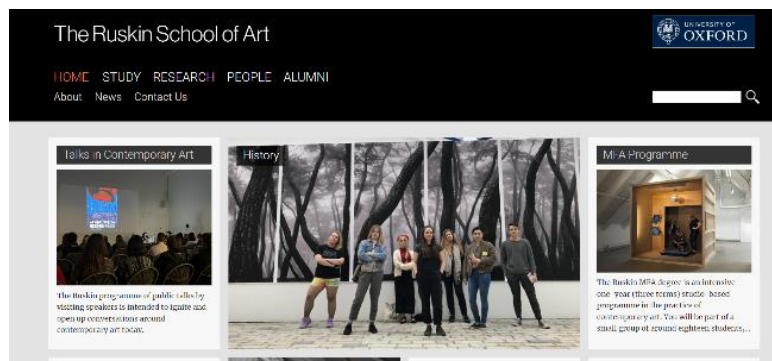 The Ruskin School of Art
UNIVERSITY OF
OXFORD
HOME STUDY RESEARCH PEOPLE ALUMNI
About News Contact Us
Talks in Contemporary Art
The Ruskin programme of public talks by
visiting speakers is intended to ignite and
open up conversations around
contemporary art today.
History
MFA Programme
The Ruskin MFA degree is an intensive
one-year (three terms) studio-based
programme in the practice of
contemporary art. You will be part of a
small group of around eighteen students,...